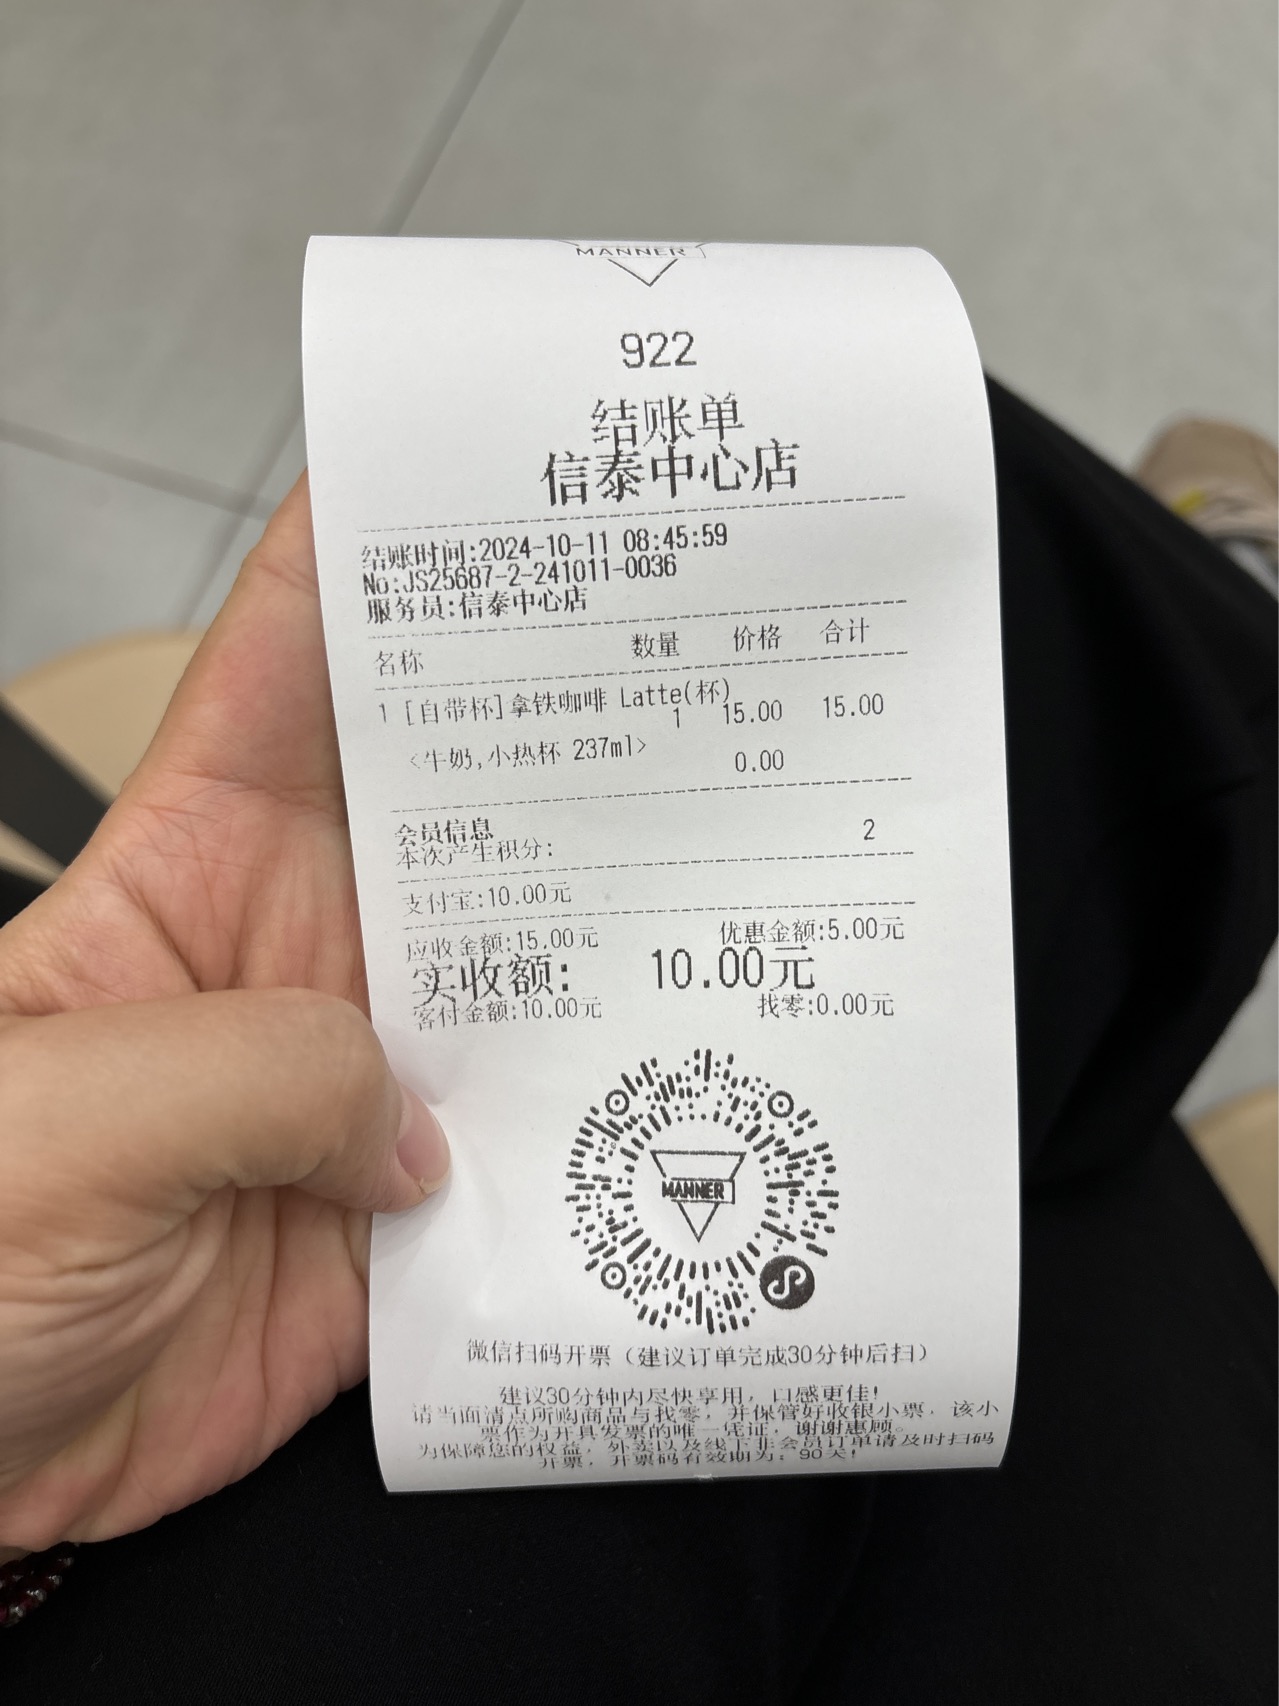 MANNER
922
结账单
信泰中心店
结账时间:2024-10-11 08:45:59
No:JS25687-2-241011-0036
服务员:信泰中心店
名称 数量 价格 合计
1 [自带杯]拿铁咖啡 Latte(杯)
1 15.00 15.00
<牛奶,小热杯 237ml> 0.00
会员信息
本次产生积分: 2
支付宝:10.00元
应收金额:15.00元 优惠金额:5.00元
实收额: 10.00元
客付金额:10.00元 找零:0.00元
MANNER
微信扫码开票（建议订单完成30分钟后扫）
建议30分钟内尽快享用，口感更佳!
请当面清点所购商品与找零，并保管好收银小票，该小
票作为开具发票的唯一凭证，谢谢惠顾。
为保障您的权益，外卖以及线下非会员订单请及时扫码
开票，开票码有效期为：90天!